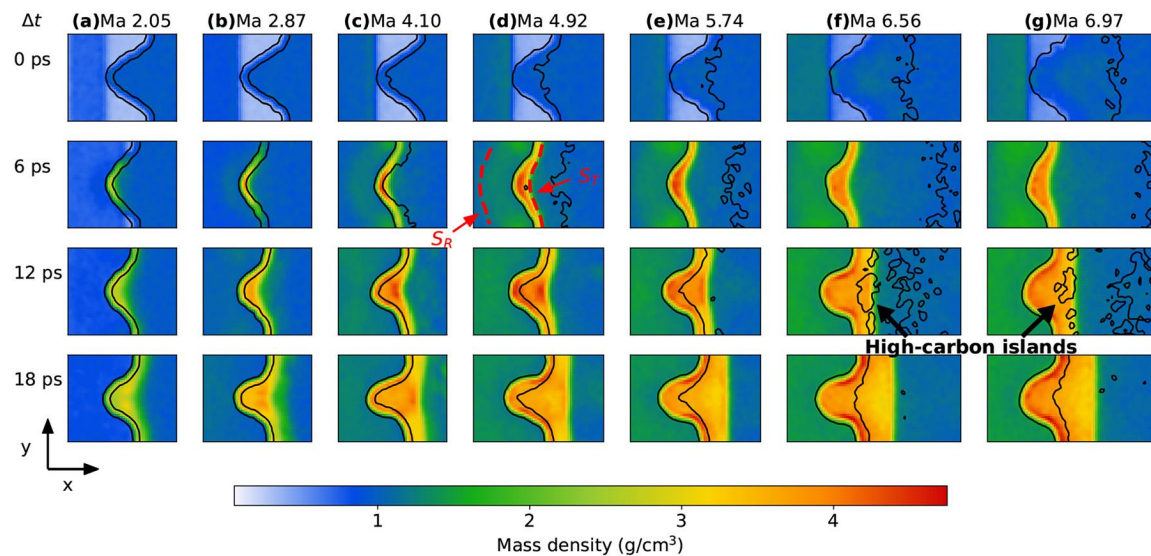 Δt (a)Ma 2.05 (b)Ma 2.87 (c)Ma 4.10 (d)Ma 4.92 (e)Ma 5.74 (f)Ma 6.56 (g)Ma 6.97
0 ps
6 ps
S_T
S_R
12 ps
High-carbon islands
18 ps
y
x
1 2 3 4
Mass density (g/cm³)